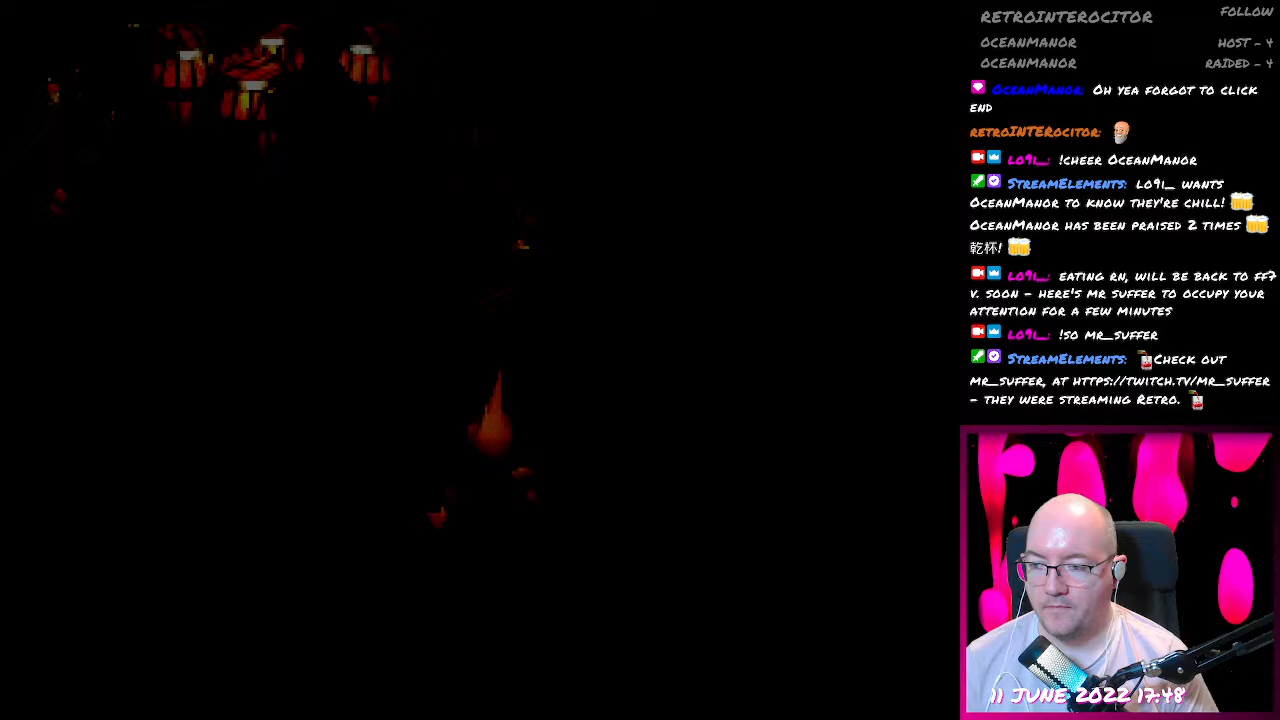 RETROINTEROCITOR FOLLOW
OCEANMANOR HOST - 4
OCEANMANOR RAIDED - 4
OceanManor: Oh yea forgot to click
end
retroINTERocitor:
lo9i_: !cheer OceanManor
StreamElements: lo9i_ wants
OceanManor to know they're chill!
OceanManor has been praised 2 times
乾杯!
lo9i_: eating rn, will be back to ff7
v. soon - here's mr suffer to occupy your
attention for a few minutes
lo9i_: !so mr_suffer
StreamElements: Check out
mr_suffer, at https://twitch.tv/mr_suffer
- they were streaming Retro.
11 JUNE 2022 17:48